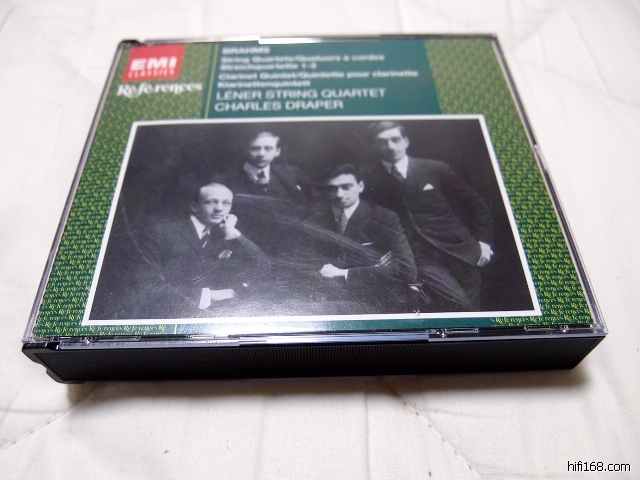 EMI
CLASSICS
Références
BRAHMS
String Quartets/Quatuors à cordes
Streichquartette 1-3
Clarinet Quintet/Quintette pour clarinette
Klarinettenquintett
LÉNER STRING QUARTET
CHARLES DRAPER
hifi168.com